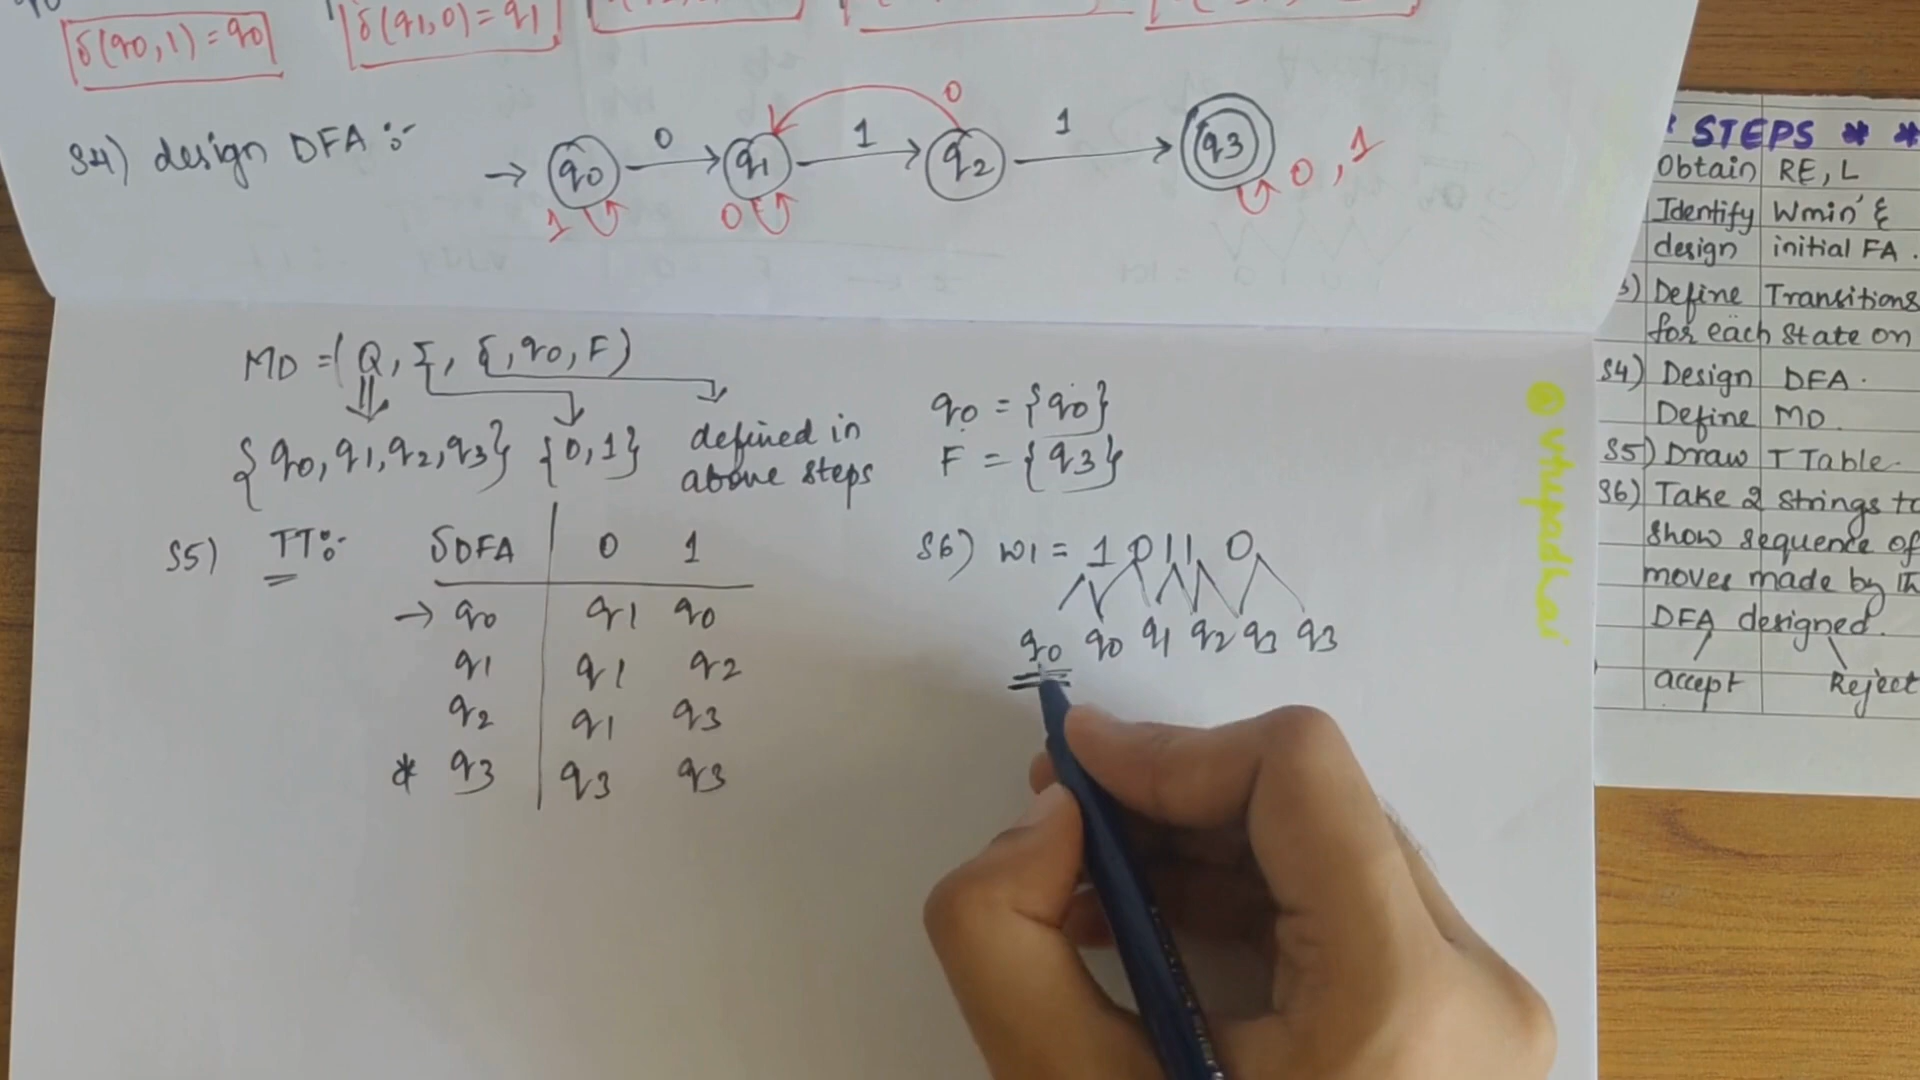 δ(q0,1) = q0 δ(q1,0) = q1
S4) design DFA :-
→ q0 0 q1 1 q2 1 q3
0
1 0 0,1
MD = (Q, Σ, δ, q0, F)
{q0, q1, q2, q3} {0,1} defined in above steps
q0 = {q0}
F = {q3}
S5) TT:-
δDFA 0 1
→ q0 q1 q0
q1 q1 q2
q2 q1 q3
* q3 q3 q3
S6) W1 = 1 0 1 1 0
q0 q0 q1 q2 q3 q3
STEPS * *
Obtain RE, L
Identify Wmin' &
design initial FA.
3) Define Transitions
for each state on
S4) Design DFA.
Define MD.
S5) Draw T Table.
S6) Take 2 strings to
show sequence of
moves made by
DFA designed.
accept Reject
@vtupadhai